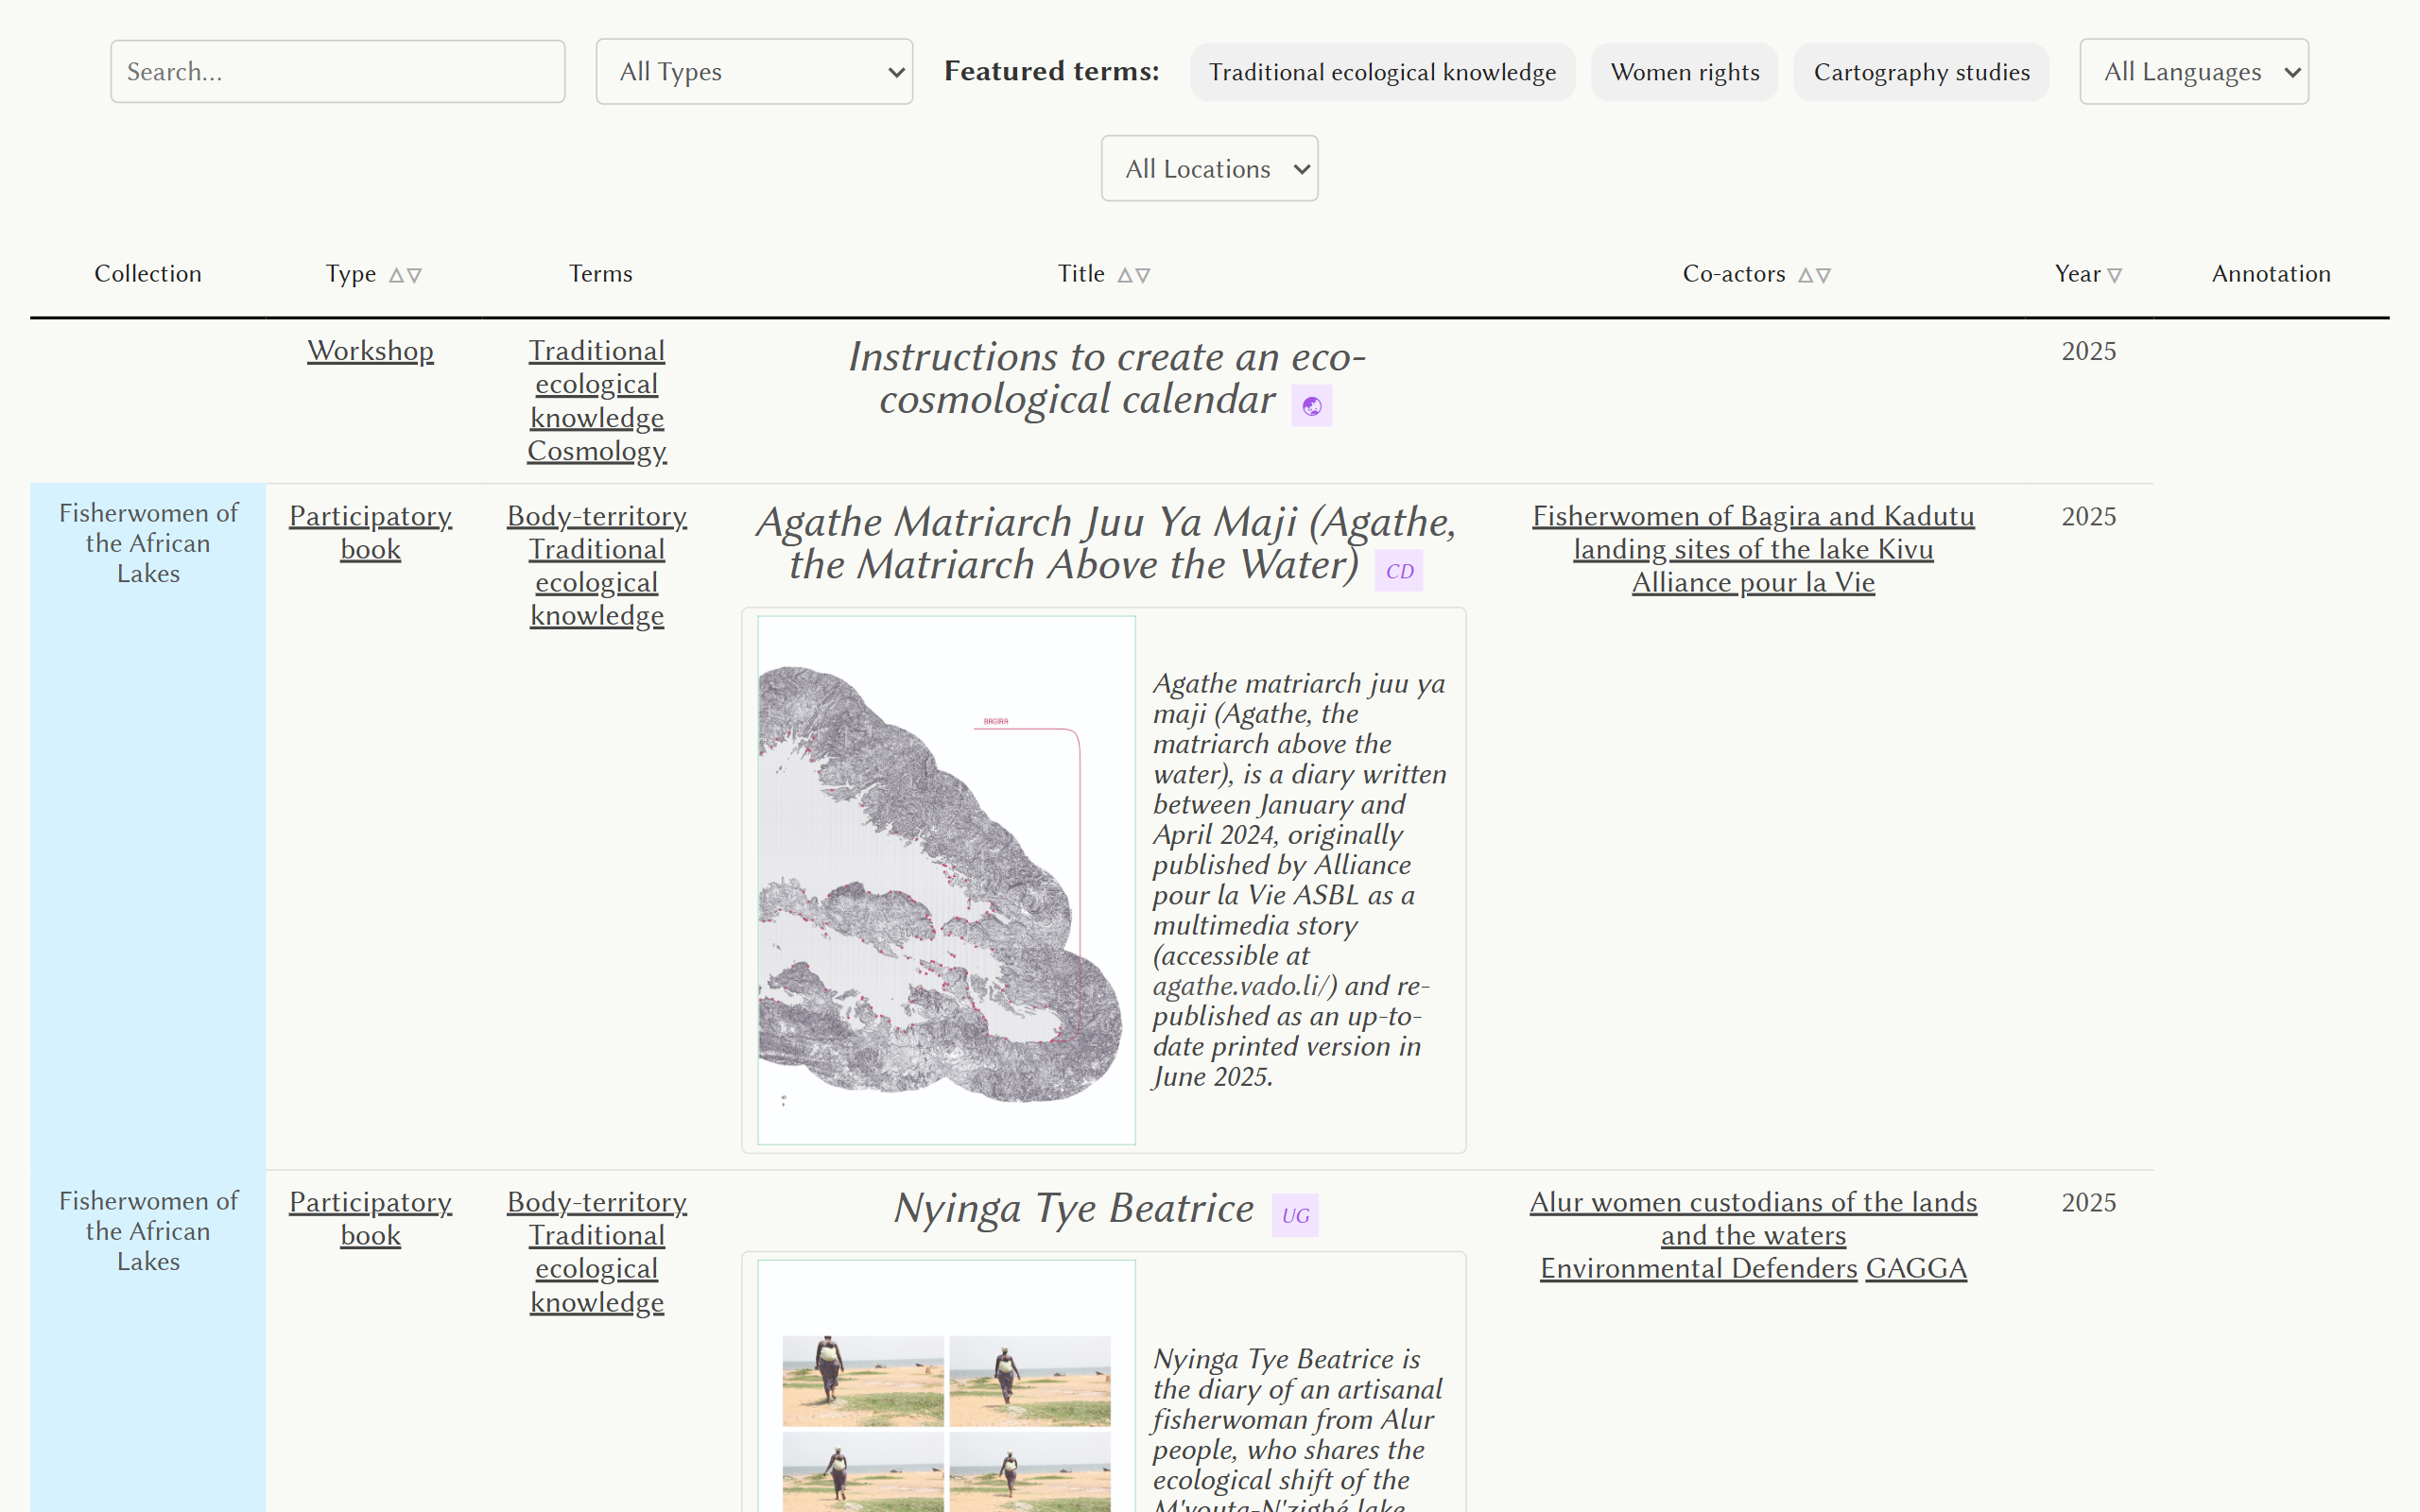 Search...
All Types
Featured terms:
Traditional ecological knowledge
Women rights
Cartography studies
All Languages
All Locations
Collection
Type △▽
Terms
Title △▽
Co-actors △▽
Year ▽
Annotation
Workshop
Traditional
ecological
knowledge
Cosmology
Instructions to create an eco-
cosmological calendar
2025
Fisherwomen of
the African
Lakes
Participatory
book
Body-territory
Traditional
ecological
knowledge
Agathe Matriarch Juu Ya Maji (Agathe,
the Matriarch Above the Water) CD
BAGIRA
Agathe matriarch juu ya
maji (Agathe, the
matriarch above the
water), is a diary written
between January and
April 2024, originally
published by Alliance
pour la Vie ASBL as a
multimedia story
(accessible at
agathe.vado.li/) and re-
published as an up-to-
date printed version in
June 2025.
Fisherwomen of Bagira and Kadutu
landing sites of the lake Kivu
Alliance pour la Vie
2025
Fisherwomen of
the African
Lakes
Participatory
book
Body-territory
Traditional
ecological
knowledge
Nyinga Tye Beatrice UG
Nyinga Tye Beatrice is
the diary of an artisanal
fisherwoman from Alur
people, who shares the
ecological shift of the
M'vouta-N'zighé lake
Alur women custodians of the lands
and the waters
Environmental Defenders GAGGA
2025